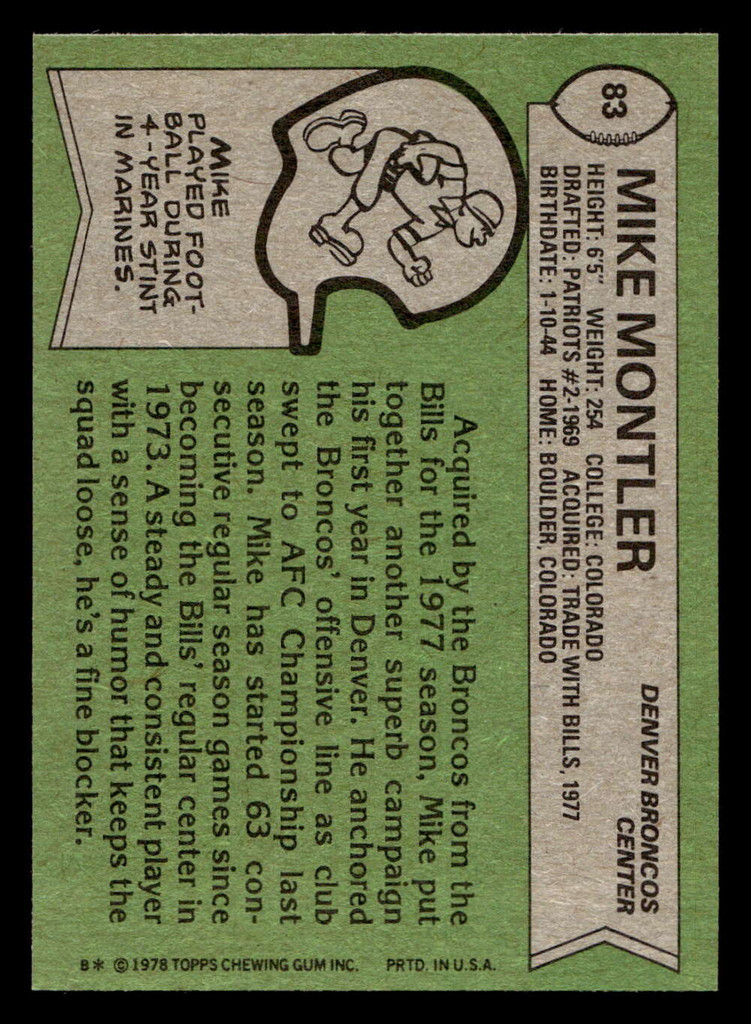 83
MIKE MONTLER
DENVER BRONCOS
CENTER
HEIGHT: 6'5" WEIGHT: 254 COLLEGE: COLORADO
DRAFTED: PATRIOTS #2-1969 ACQUIRED: TRADE WITH BILLS, 1977
BIRTHDATE: 1-10-44 HOME: BOULDER, COLORADO
MIKE
PLAYED FOOT-
BALL DURING
4-YEAR STINT
IN MARINES.
Acquired by the Broncos from the
Bills for the 1977 season, Mike put
together another superb campaign
his first year in Denver. He anchored
the Broncos' offensive line as club
swept to AFC Championship last
season. Mike has started 63 con-
secutive regular season games since
becoming the Bills' regular center in
1973. A steady and consistent player
with a sense of humor that keeps the
squad loose, he's a fine blocker.
B* ©1978 TOPPS CHEWING GUM INC. PRTD. IN U.S.A.